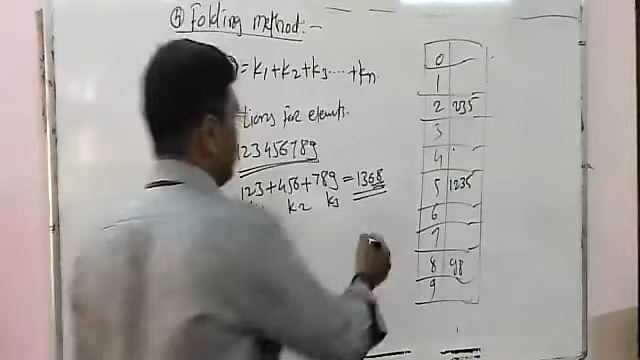 ④ Folding method:-
= K1+K2+K3.....+Kn.
tions for elements.
123456789
123+456+789 = 1368
K2 K3
0
1
2 235
3
4
5 1235
6
7
8 98
9